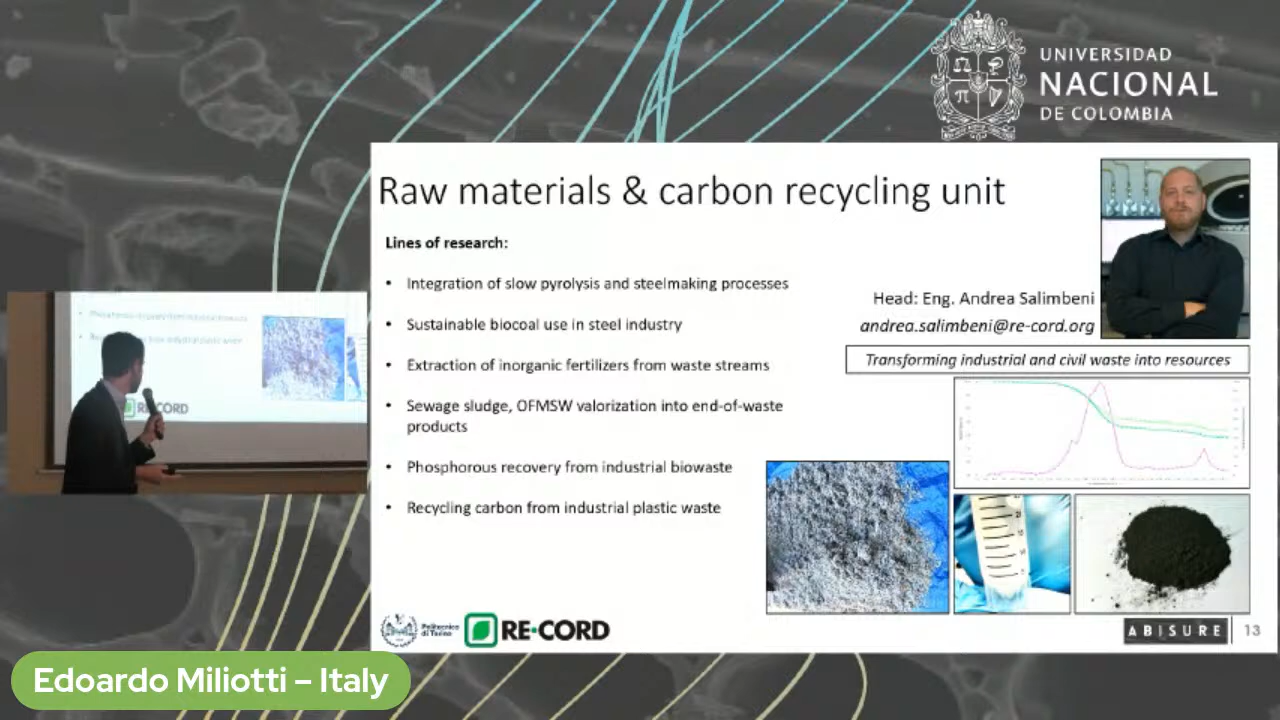 UNIVERSIDAD
NACIONAL
DE COLOMBIA
Raw materials & carbon recycling unit
Lines of research:
• Integration of slow pyrolysis and steelmaking processes
• Sustainable biocoal use in steel industry
• Extraction of inorganic fertilizers from waste streams
• Sewage sludge, OFMSW valorization into end-of-waste
products
• Phosphorous recovery from industrial biowaste
• Recycling carbon from industrial plastic waste
Head: Eng. Andrea Salimbeni
andrea.salimbeni@re-cord.org
Transforming industrial and civil waste into resources
Politecnico
di Torino
RE-CORD
ABISURE
13
Edoardo Miliotti – Italy